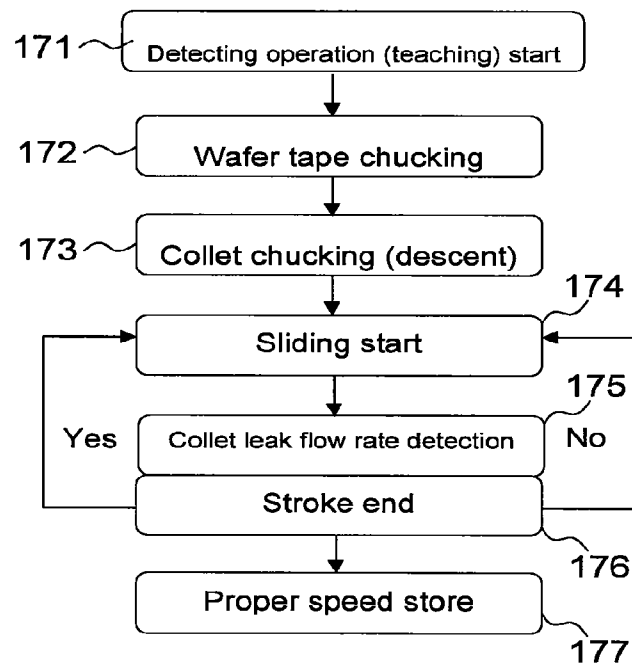 171
Detecting operation (teaching) start
172
Wafer tape chucking
173
Collet chucking (descent)
174
Sliding start
175
Yes
Collet leak flow rate detection
No
Stroke end
176
Proper speed store
177